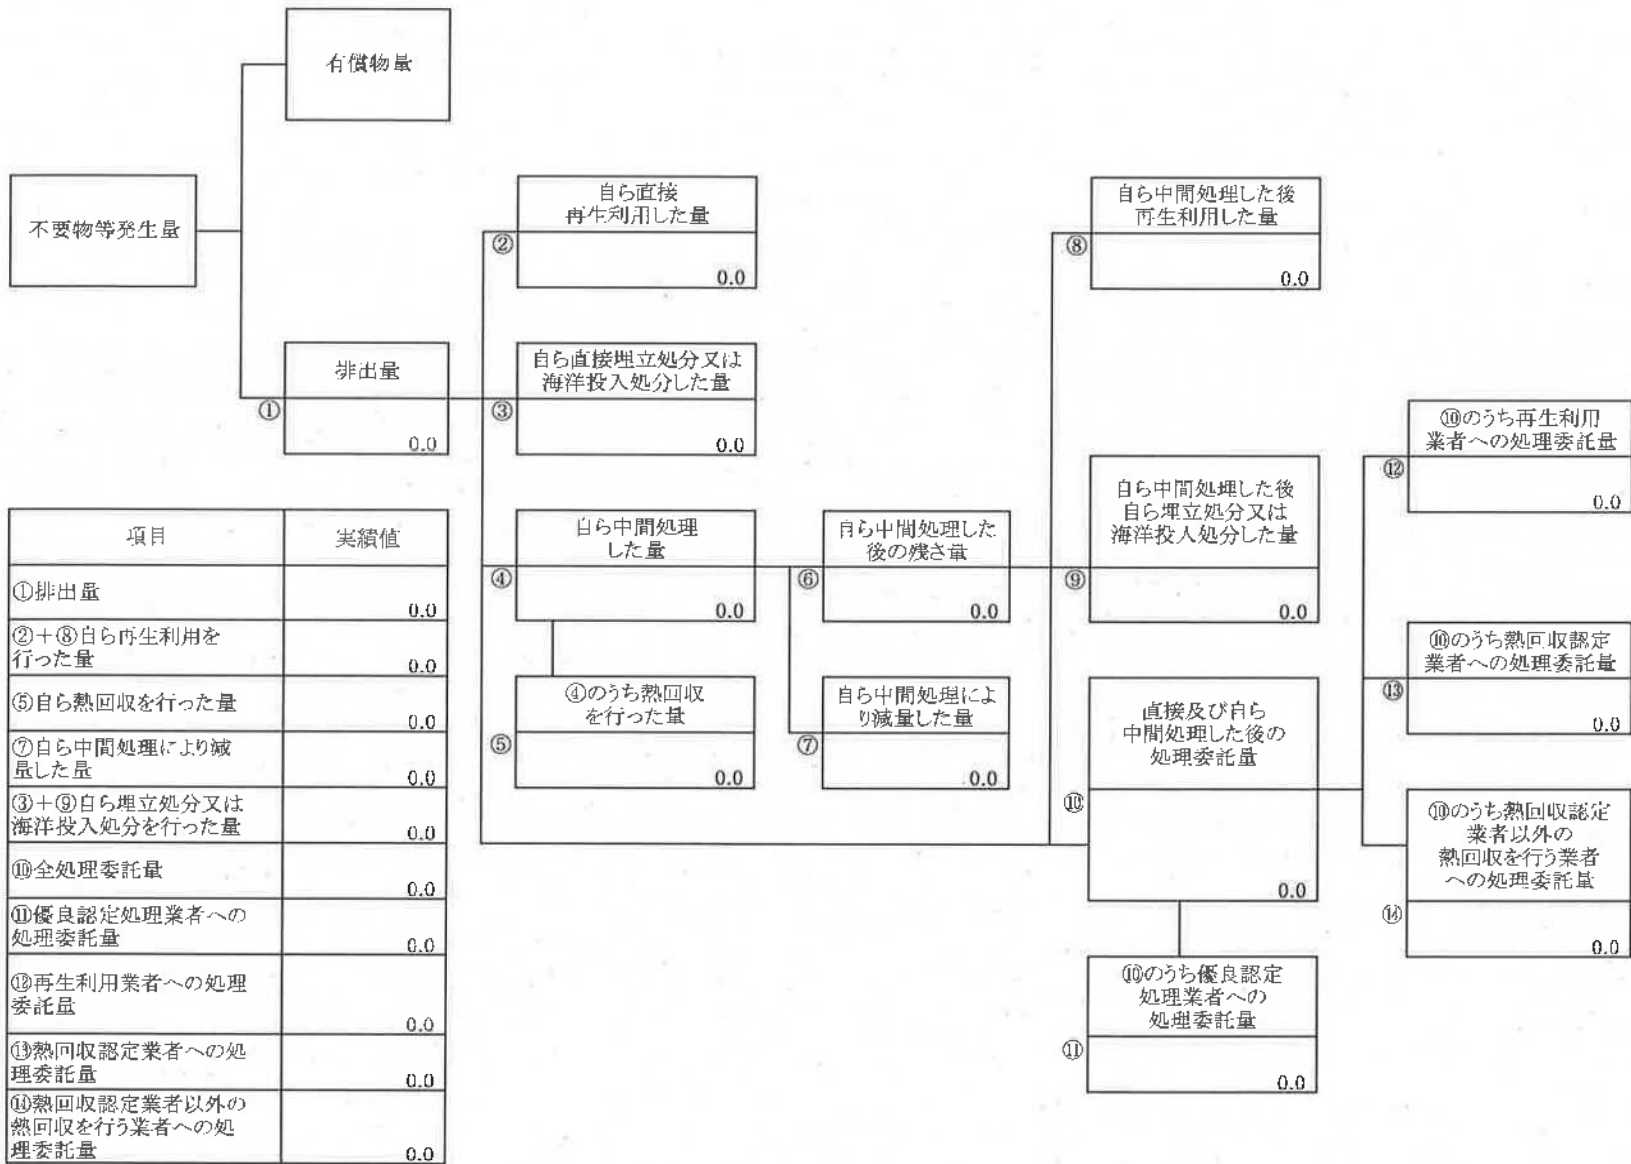 有償物量
不要物等発生量
自ら直接
再生利用した量
②
0.0
自ら中間処理した後
再生利用した量
⑧
0.0
排出量
①
0.0
自ら直接埋立処分又は
海洋投入処分した量
③
0.0
自ら中間処理
した量
④
0.0
自ら中間処理した
後の残さ量
⑥
0.0
自ら中間処理した後
自ら埋立処分又は
海洋投入処分した量
⑨
0.0
⑩のうち再生利用
業者への処理委託量
⑫
0.0
④のうち熱回収
を行った量
⑤
0.0
自ら中間処理によ
り減量した量
⑦
0.0
直接及び自ら
中間処理した後の
処理委託量
⑩
0.0
⑩のうち熱回収認定
業者への処理委託量
⑬
0.0
⑩のうち熱回収認定
業者以外の
熱回収を行う業者
への処理委託量
⑭
0.0
⑩のうち優良認定
処理業者への
処理委託量
⑪
0.0
項目 実績値
①排出量
0.0
②+⑧自ら再生利用を
行った量 0.0
⑤自ら熱回収を行った量
0.0
⑦自ら中間処理により減
量した量 0.0
③+⑨自ら埋立処分又は
海洋投入処分を行った量 0.0
⑩全処理委託量
0.0
⑪優良認定処理業者への
処理委託量 0.0
⑫再生利用業者への処理
委託量
0.0
⑬熱回収認定業者への処
理委託量 0.0
⑭熱回収認定業者以外の
熱回収を行う業者への処
理委託量 0.0